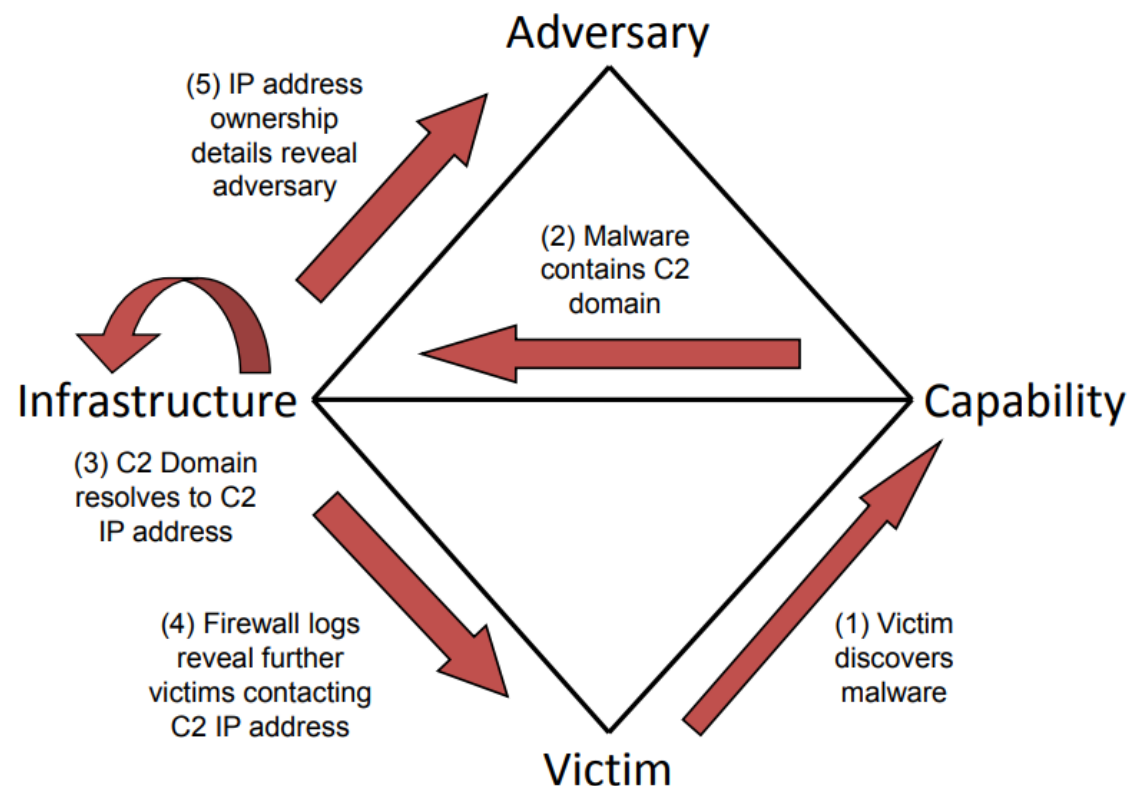 Adversary
(5) IP address
ownership
details reveal
adversary
(2) Malware
contains C2
domain
Infrastructure
Capability
(3) C2 Domain
resolves to C2
IP address
(4) Firewall logs
reveal further
victims contacting
C2 IP address
(1) Victim
discovers
malware
Victim